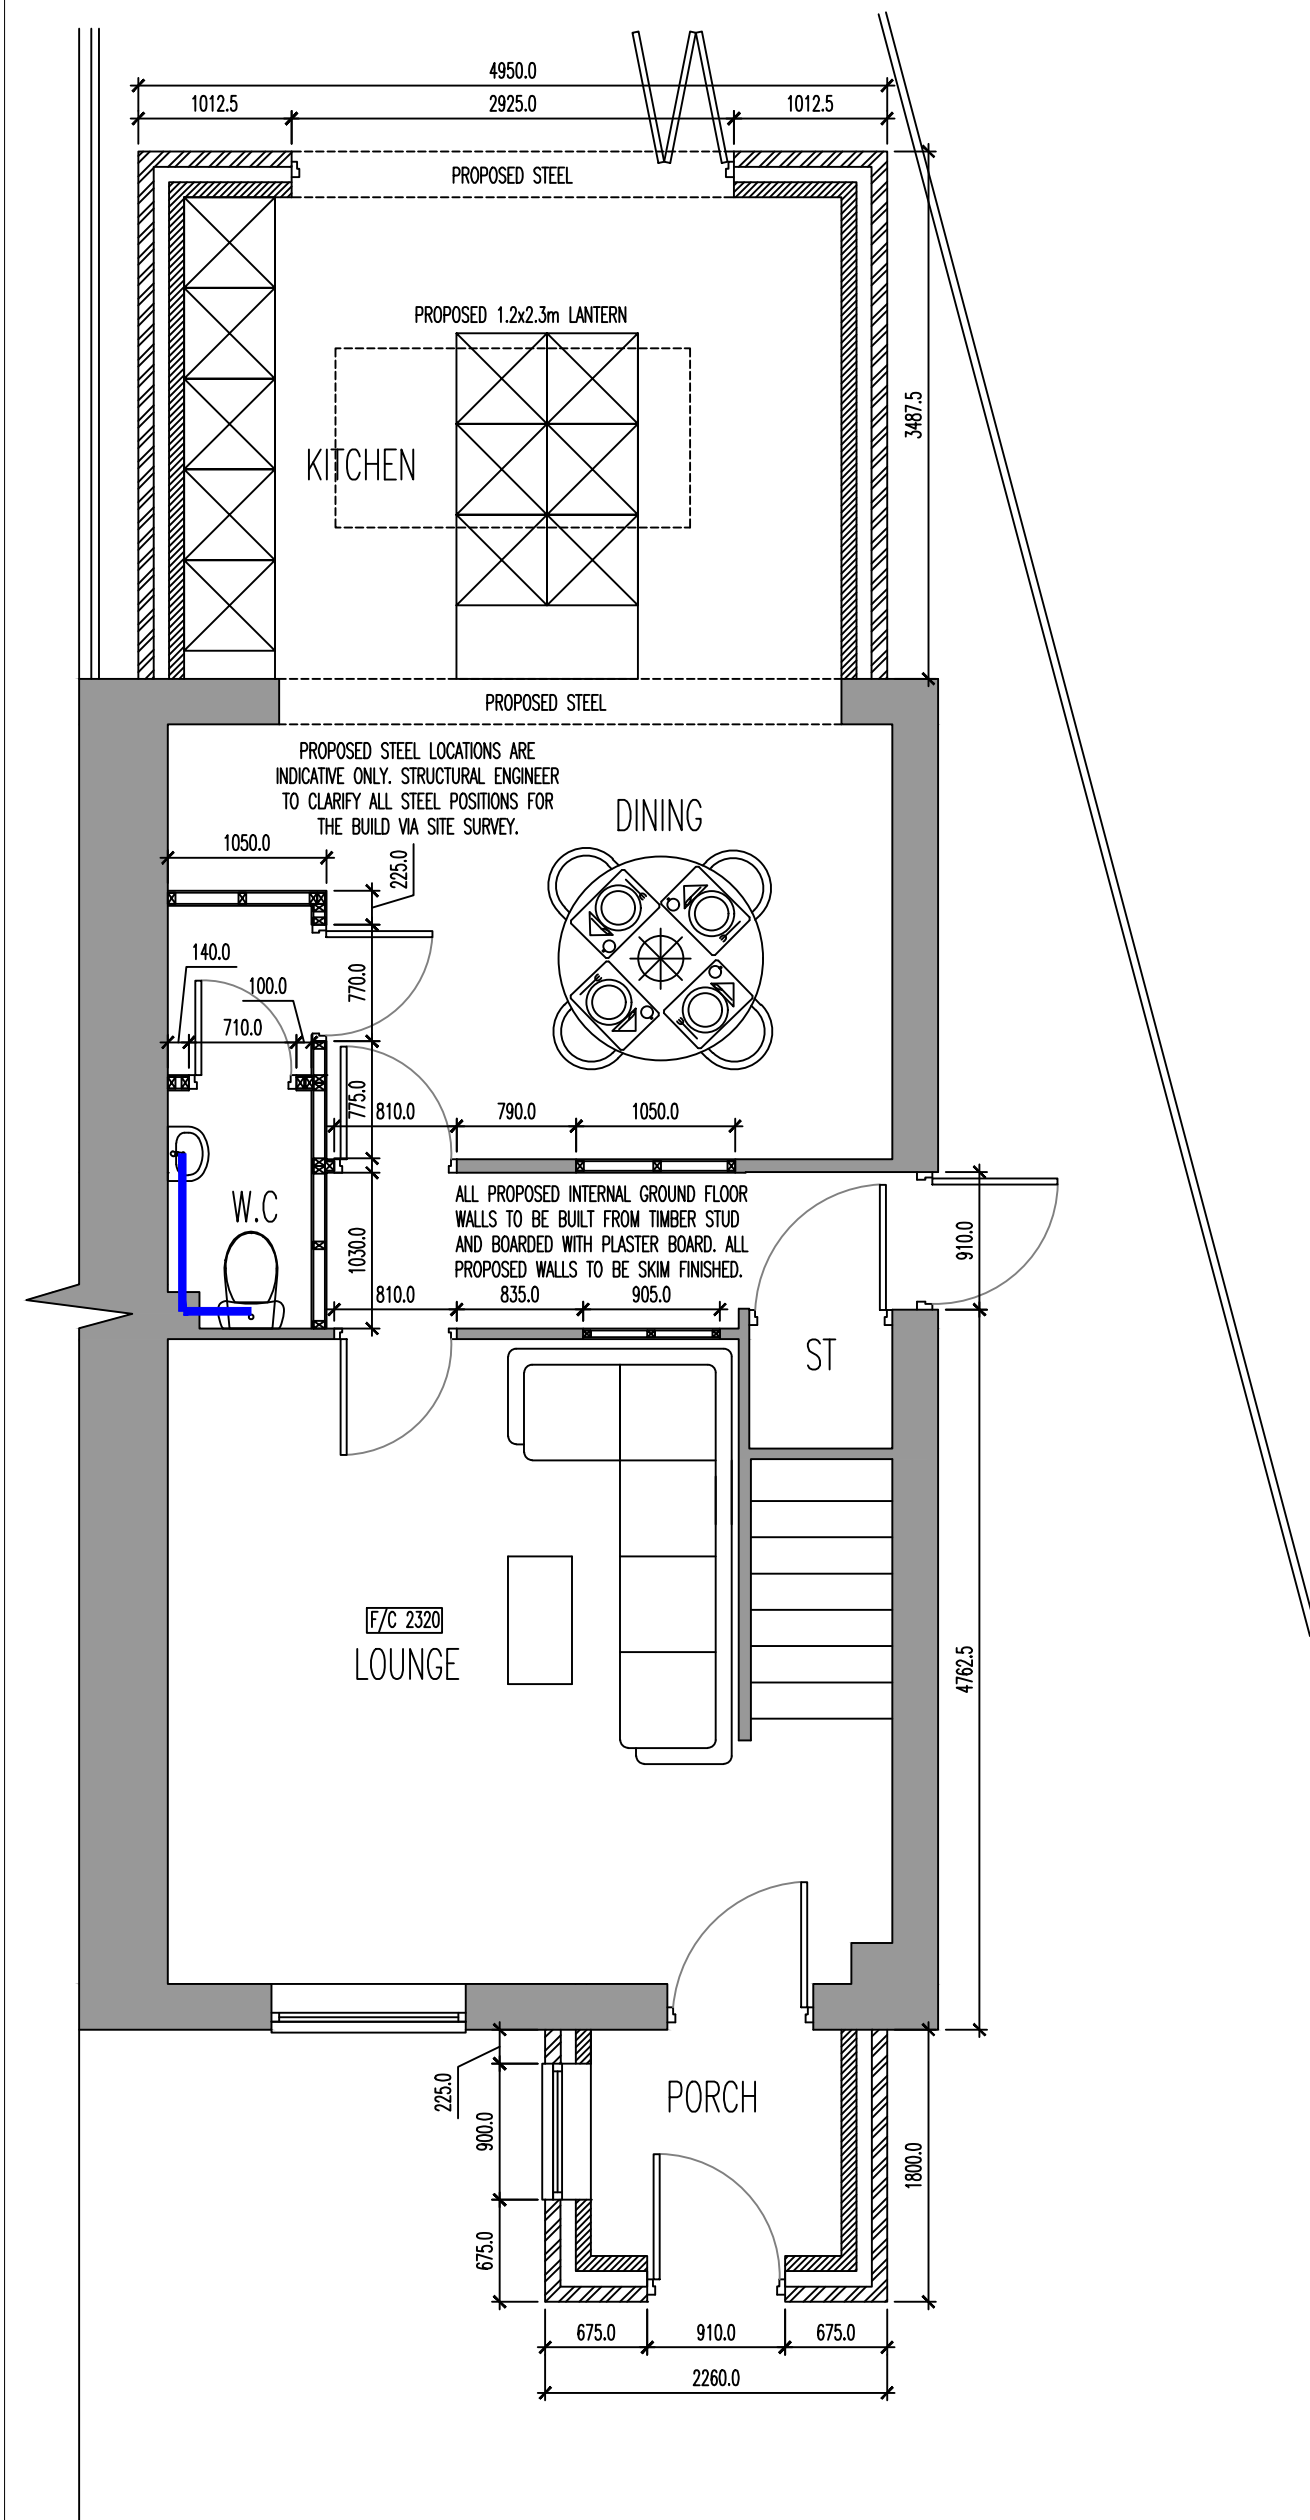 4950.0
1012.5
2925.0
1012.5
PROPOSED STEEL
PROPOSED 1.2x2.3m LANTERN
3487.5
KITCHEN
PROPOSED STEEL
PROPOSED STEEL LOCATIONS ARE
INDICATIVE ONLY. STRUCTURAL ENGINEER
TO CLARIFY ALL STEEL POSITIONS FOR
THE BUILD VIA SITE SURVEY.
DINING
1050.0
225.0
140.0
100.0
770.0
710.0
775.0
810.0
790.0
1050.0
W.C
ALL PROPOSED INTERNAL GROUND FLOOR
WALLS TO BE BUILT FROM TIMBER STUD
AND BOARDED WITH PLASTER BOARD. ALL
PROPOSED WALLS TO BE SKIM FINISHED.
1030.0
910.0
810.0
835.0
905.0
ST
F/C 2320
LOUNGE
4762.5
225.0
PORCH
900.0
1800.0
675.0
675.0
910.0
675.0
2260.0